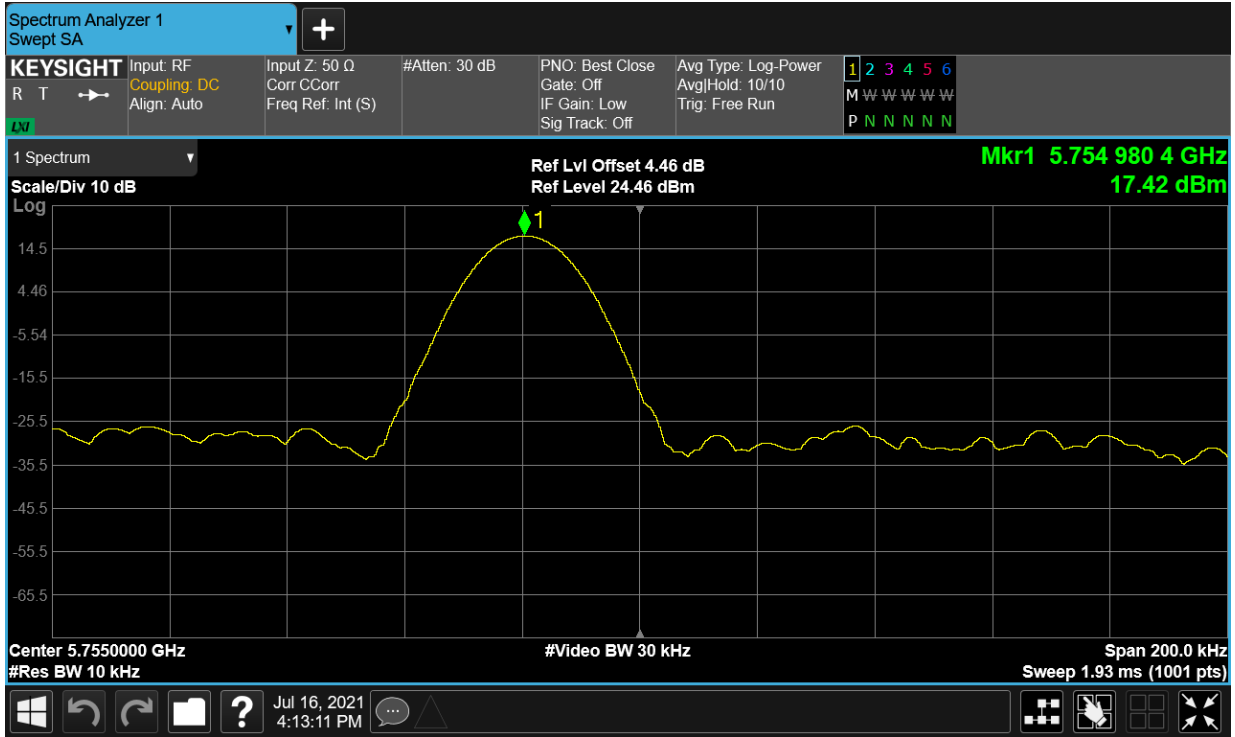 Spectrum Analyzer 1
Swept SA
KEYSIGHT
R T
LXI
Input: RF
Coupling: DC
Align: Auto
Input Z: 50 Ω
Corr CCorr
Freq Ref: Int (S)
#Atten: 30 dB
PNO: Best Close
Gate: Off
IF Gain: Low
Sig Track: Off
Avg Type: Log-Power
Avg|Hold: 10/10
Trig: Free Run
1 2 3 4 5 6
M W W W W W
P N N N N N
1 Spectrum
Scale/Div 10 dB
Ref Lvl Offset 4.46 dB
Ref Level 24.46 dBm
Mkr1 5.754 980 4 GHz
17.42 dBm
Log
1
14.5
4.46
-5.54
-15.5
-25.5
-35.5
-45.5
-55.5
-65.5
Center 5.7550000 GHz
#Video BW 30 kHz
Span 200.0 kHz
#Res BW 10 kHz
Sweep 1.93 ms (1001 pts)
?
Jul 16, 2021
4:13:11 PM